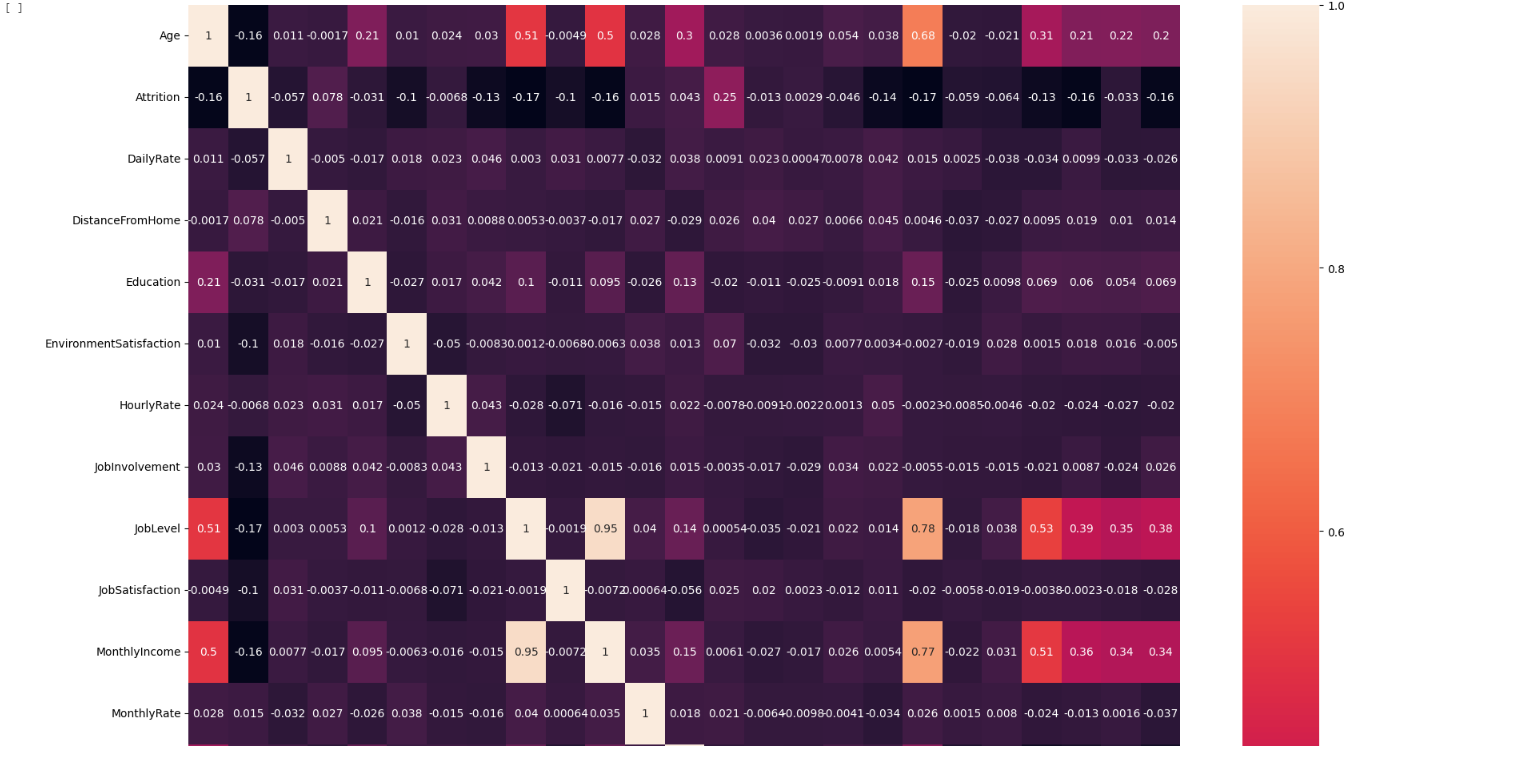 [ ]
1.0
Age 1 -0.16 0.011 -0.0017 0.21 0.01 0.024 0.03 0.51 -0.0049 0.5 0.028 0.3 0.028 0.0036 0.0019 0.054 0.038 0.68 -0.02 -0.021 0.31 0.21 0.22 0.2
Attrition -0.16 1 -0.057 0.078 -0.031 -0.1 -0.0068 -0.13 -0.17 -0.1 -0.16 0.015 0.043 0.25 -0.013 0.0029 -0.046 -0.14 -0.17 -0.059 -0.064 -0.13 -0.16 -0.033 -0.16
DailyRate 0.011 -0.057 1 -0.005 -0.017 0.018 0.023 0.046 0.003 0.031 0.0077 -0.032 0.038 0.0091 0.023 0.00047 0.0078 0.042 0.015 0.0025 -0.038 -0.034 0.0099 -0.033 -0.026
DistanceFromHome -0.0017 0.078 -0.005 1 0.021 -0.016 0.031 0.0088 0.0053 -0.0037 -0.017 0.027 -0.029 0.026 0.04 0.027 0.0066 0.045 0.0046 -0.037 -0.027 0.0095 0.019 0.01 0.014
0.8
Education 0.21 -0.031 -0.017 0.021 1 -0.027 0.017 0.042 0.1 -0.011 0.095 -0.026 0.13 -0.02 -0.011 -0.025 -0.0091 0.018 0.15 -0.025 0.0098 0.069 0.06 0.054 0.069
EnvironmentSatisfaction 0.01 -0.1 0.018 -0.016 -0.027 1 -0.05 -0.0083 0.0012 -0.0068 -0.0063 0.038 0.013 0.07 -0.032 -0.03 0.0077 0.0034 -0.0027 -0.019 0.028 0.0015 0.018 0.016 -0.005
HourlyRate 0.024 -0.0068 0.023 0.031 0.017 -0.05 1 0.043 -0.028 -0.071 -0.016 -0.015 0.022 -0.0078 -0.0091 -0.0022 0.0013 0.05 -0.0023 -0.0085 -0.0046 -0.02 -0.024 -0.027 -0.02
JobInvolvement 0.03 -0.13 0.046 0.0088 0.042 -0.0083 0.043 1 -0.013 -0.021 -0.015 -0.016 0.015 -0.0035 -0.017 -0.029 0.034 0.022 -0.0055 -0.015 -0.015 -0.021 0.0087 -0.024 0.026
JobLevel 0.51 -0.17 0.003 0.0053 0.1 0.0012 -0.028 -0.013 1 -0.0019 0.95 0.04 0.14 0.00054 -0.035 -0.021 0.022 0.014 0.78 -0.018 0.038 0.53 0.39 0.35 0.38
0.6
JobSatisfaction -0.0049 -0.1 0.031 -0.0037 -0.011 -0.0068 -0.071 -0.021 -0.0019 1 -0.0072 0.00064 -0.056 0.025 0.02 0.0023 -0.012 0.011 -0.02 -0.0058 -0.019 -0.0038 -0.0023 -0.018 -0.028
MonthlyIncome 0.5 -0.16 0.0077 -0.017 0.095 -0.0063 -0.016 -0.015 0.95 -0.0072 1 0.035 0.15 0.0061 -0.027 -0.017 0.026 0.0054 0.77 -0.022 0.031 0.51 0.36 0.34 0.34
MonthlyRate 0.028 0.015 -0.032 0.027 -0.026 0.038 -0.015 -0.016 0.04 0.00064 0.035 1 0.018 0.021 -0.0064 -0.0098 -0.0041 -0.034 0.026 0.0015 0.008 -0.024 -0.013 0.0016 -0.037